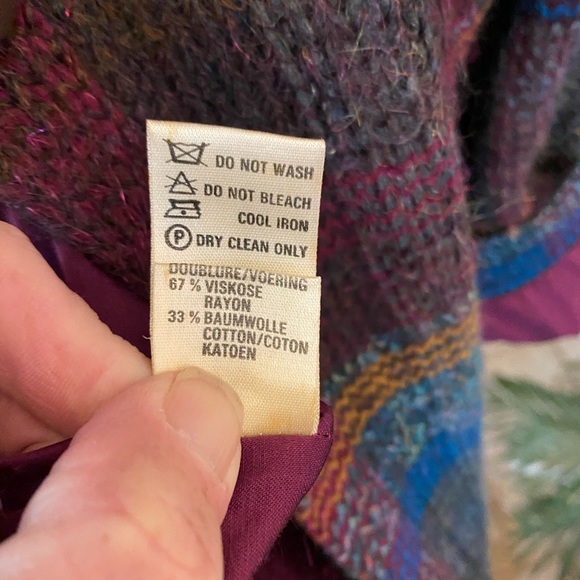 DO NOT WASH
DO NOT BLEACH
COOL IRON
P DRY CLEAN ONLY
DOUBLURE/VOERING
67 % VISKOSE
RAYON
33 % BAUMWOLLE
COTTON/COTON
KATOEN